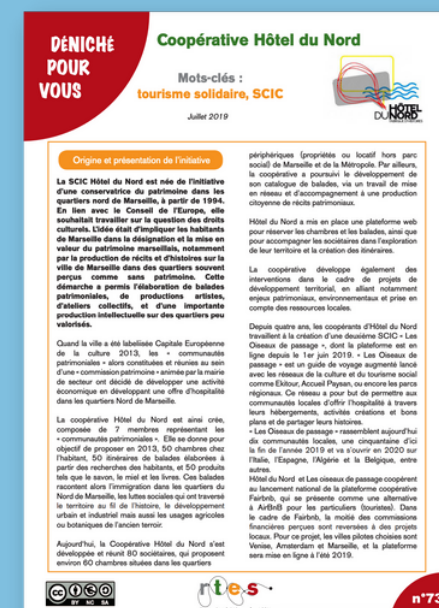 DÉNICHÉ
POUR
VOUS
Coopérative Hôtel du Nord
Mots-clés :
tourisme solidaire, SCIC
Juillet 2019
HÔTEL
DU NORD
Origine et présentation de l'initiative
La SCIC Hôtel du Nord est née de l'initiative
d'une conservatrice du patrimoine dans les
quartiers nord de Marseille, à partir de 1994.
En lien avec le Conseil de l'Europe, elle
souhaitait travailler sur la question des droits
culturels. L'idée était d'impliquer les habitants
de Marseille dans la désignation et la mise en
valeur du patrimoine marseillais, notamment
par la production de récits et d'histoires sur la
ville de Marseille dans des quartiers souvent
perçus comme sans patrimoine. Cette
démarche a permis l'élaboration de balades
patrimoniales, de productions artistes,
d'ateliers collectifs, et d'une importante
production intellectuelle sur des quartiers peu
valorisés.
Quand la ville a été labelisée Capitale Européenne
de la culture 2013, les « communautés
patrimoniales » alors constituées et réunies au sein
d'une « commission patrimoine » animée par la mairie
de secteur ont décidé de développer une activité
économique en développant une offre d'hospitalité
dans les quartiers Nord de Marseille.
La coopérative Hôtel du Nord est ainsi créée,
composée de 7 membres représentant les
« communautés patrimoniales ». Elle se donne pour
objectif de proposer en 2013, 50 chambres chez
l'habitant, 50 itinéraires de balades élaborées à
partir des recherches des habitants, et 50 produits
tels que le savon, le miel et les livres. Ces balades
racontent alors l'immigration dans les quartiers du
Nord de Marseille, les luttes sociales qui ont traversé
le territoire au fil de l'histoire, le développement
urbain et industriel mais aussi les usages agricoles
ou botaniques de l'ancien terroir.
Aujourd'hui, la Coopérative Hôtel du Nord s'est
développée et réunit 80 sociétaires, qui proposent
environ 60 chambres situées dans les quartiers
périphériques (propriétés ou locatif hors parc
social) de Marseille et de la Métropole. Par ailleurs,
la coopérative a poursuivi le développement de
son catalogue de balades, via un travail de mise
en réseau et d'accompagnement à une production
citoyenne de récits patrimoniaux.
Hôtel du Nord a mis en place une plateforme web
pour réserver les chambres et les balades, ainsi que
pour accompagner les sociétaires dans l'exploration
de leur territoire et la création des itinéraires.
La coopérative développe également des
interventions dans le cadre de projets de
développement territorial, en alliant notamment
enjeux patrimoniaux, environnementaux et prise en
compte des ressources locales.
Depuis quatre ans, les coopérants d'Hôtel du Nord
travaillent à la création d'une deuxième SCIC « Les
Oiseaux de passage », dont la plateforme est en
ligne depuis le 1er juin 2019. « Les Oiseaux de
passage » est un guide de voyage augmenté lancé
avec les réseaux de la culture et du tourisme social
comme Ekitour, Accueil Paysan, ou encore les parcs
régionaux. Ce réseau a pour but de permettre aux
communautés locales d'offrir l'hospitalité à travers
leurs hébergements, activités créations et bons
plans et de partager leurs histoires.
« Les Oiseaux de passage » rassemblent aujourd'hui
dix communautés locales, une cinquantaine d'ici
la fin de l'année 2019 et va s'ouvrir en 2020 sur
l'Italie, l'Espagne, l'Algérie et la Belgique, entre
autres.
Hôtel du Nord et Les oiseaux de passage coopèrent
au lancement national de la plateforme coopérative
Fairbnb, qui se présente comme une alternative
à AirBnB pour les particuliers (touristes). Dans
le cadre de Fairbnb, la moitié des commissions
financières perçues sont reversées à des projets
locaux. Pour ce projet, les villes pilotes choisies sont
Venise, Amsterdam et Marseille, et la plateforme
sera mise en ligne à l'été 2019.
cc
BY NC SA
rtes
n°73